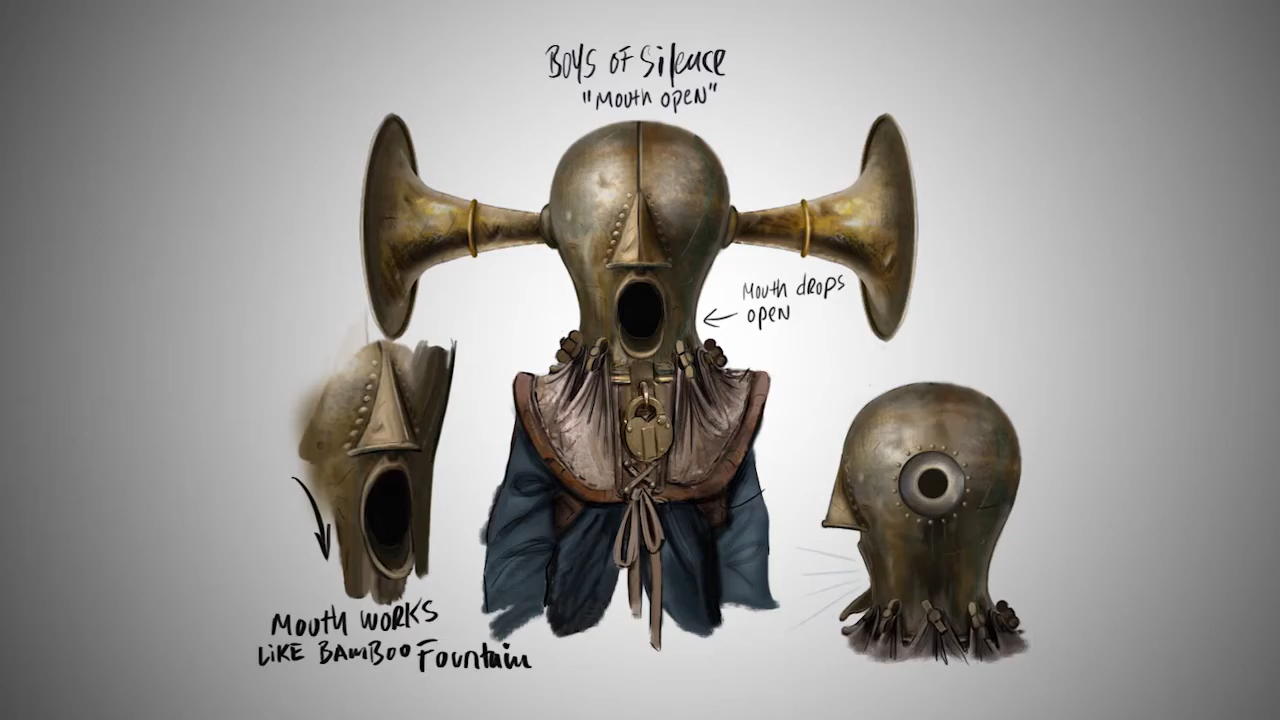 BOYS OF Silence
"Mouth open"
Mouth drops
open
Mouth works
LIKE BAMBOO Fountain